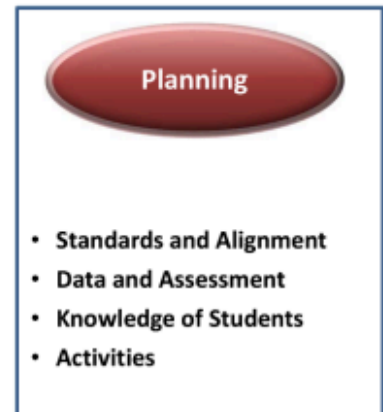 Planning
• Standards and Alignment
• Data and Assessment
• Knowledge of Students
• Activities